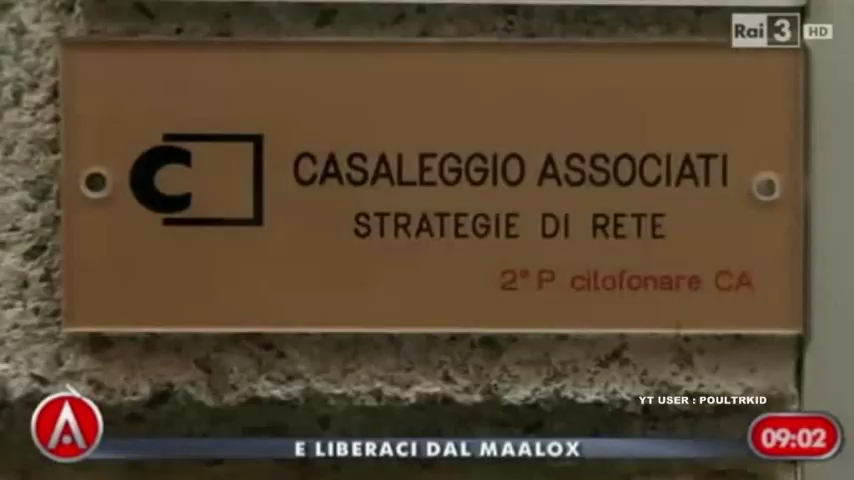 Rai 3 HD
C
CASALEGGIO ASSOCIATI
STRATEGIE DI RETE
2° P citofonare CA
YT USER : POULTRKID
À
E LIBERACI DAL MAALOX
09:02